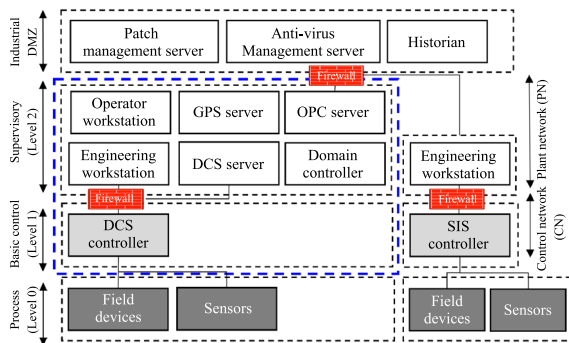 Industrial
DMZ
Patch
management server
Anti-virus
Management server
Historian
Firewall
Supervisory
(Level 2)
Operator
workstation
GPS server
OPC server
Engineering
workstation
DCS server
Domain
controller
Engineering
workstation
Plant network (PN)
Firewall
Firewall
Basic control
(Level 1)
DCS
controller
SIS
controller
Control network
(CN)
Process
(Level 0)
Field
devices
Sensors
Field
devices
Sensors